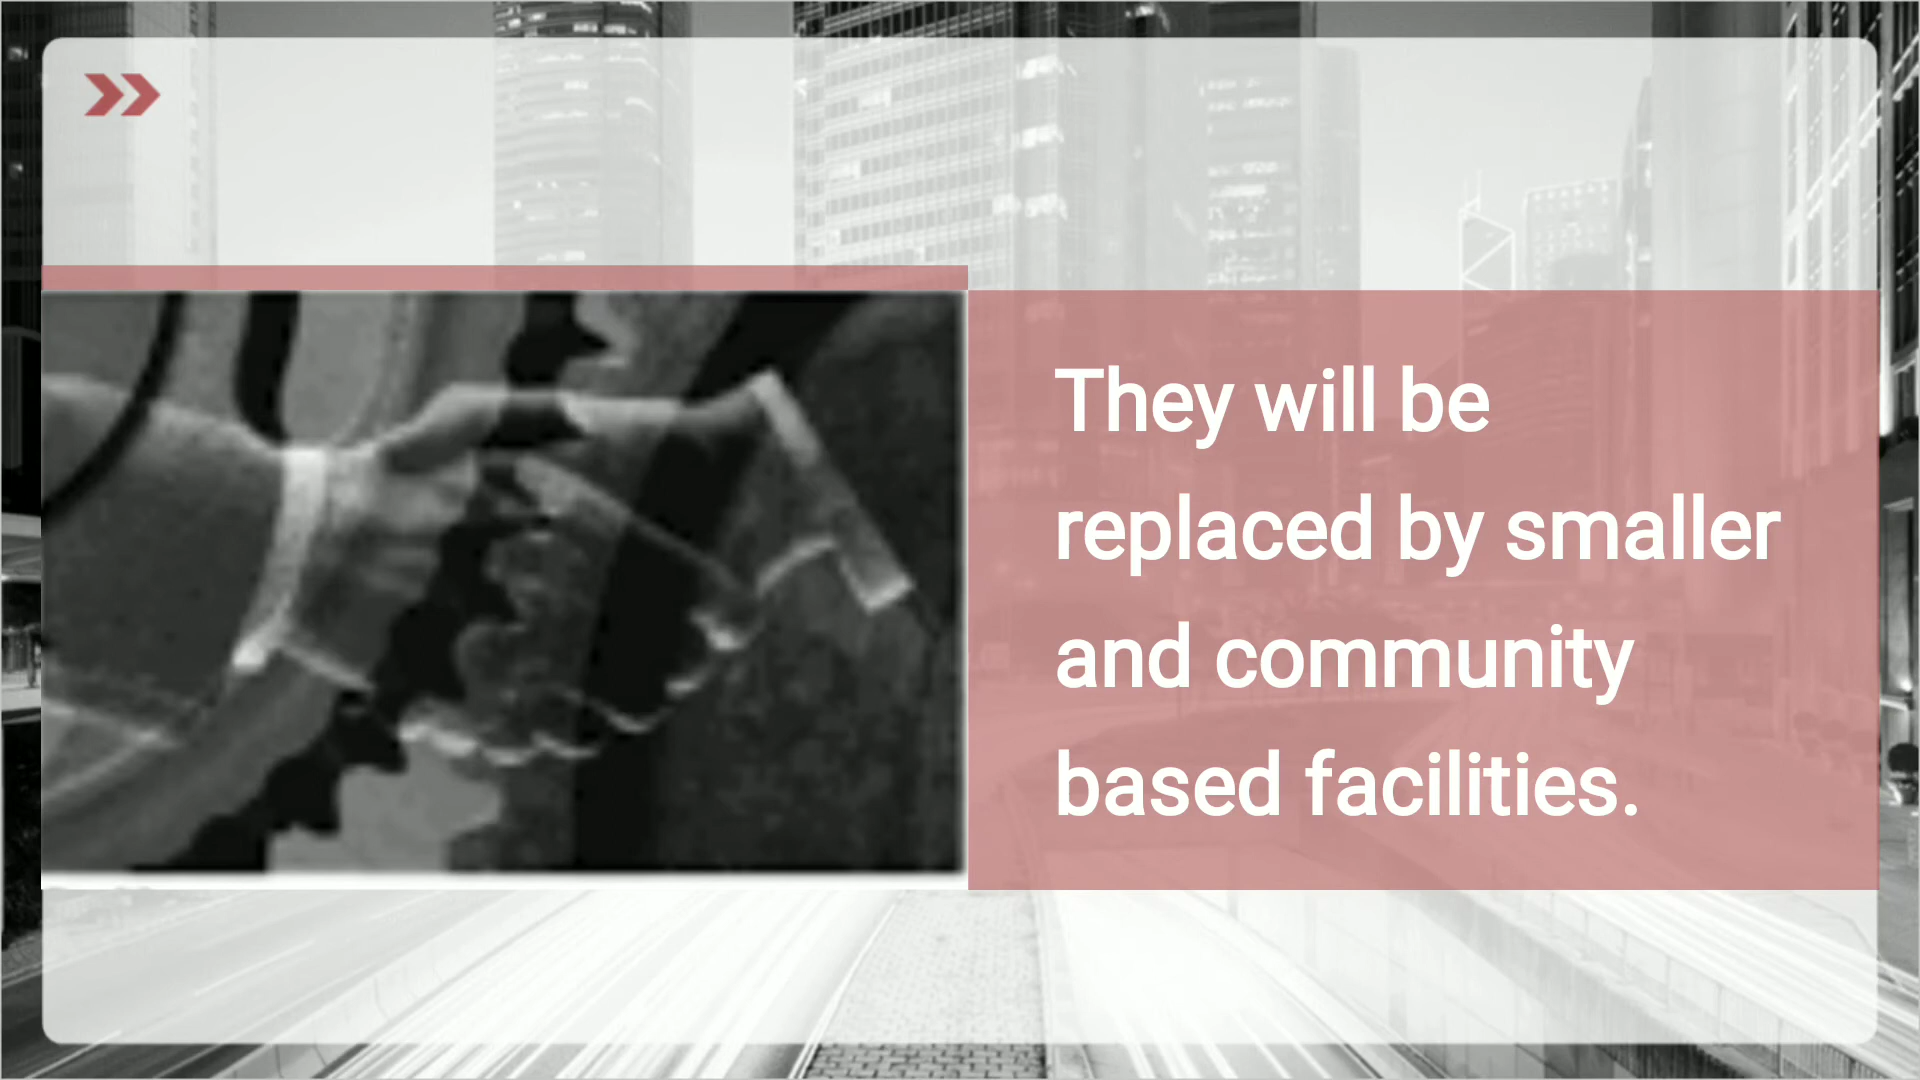 They will be
replaced by smaller
and community
based facilities.